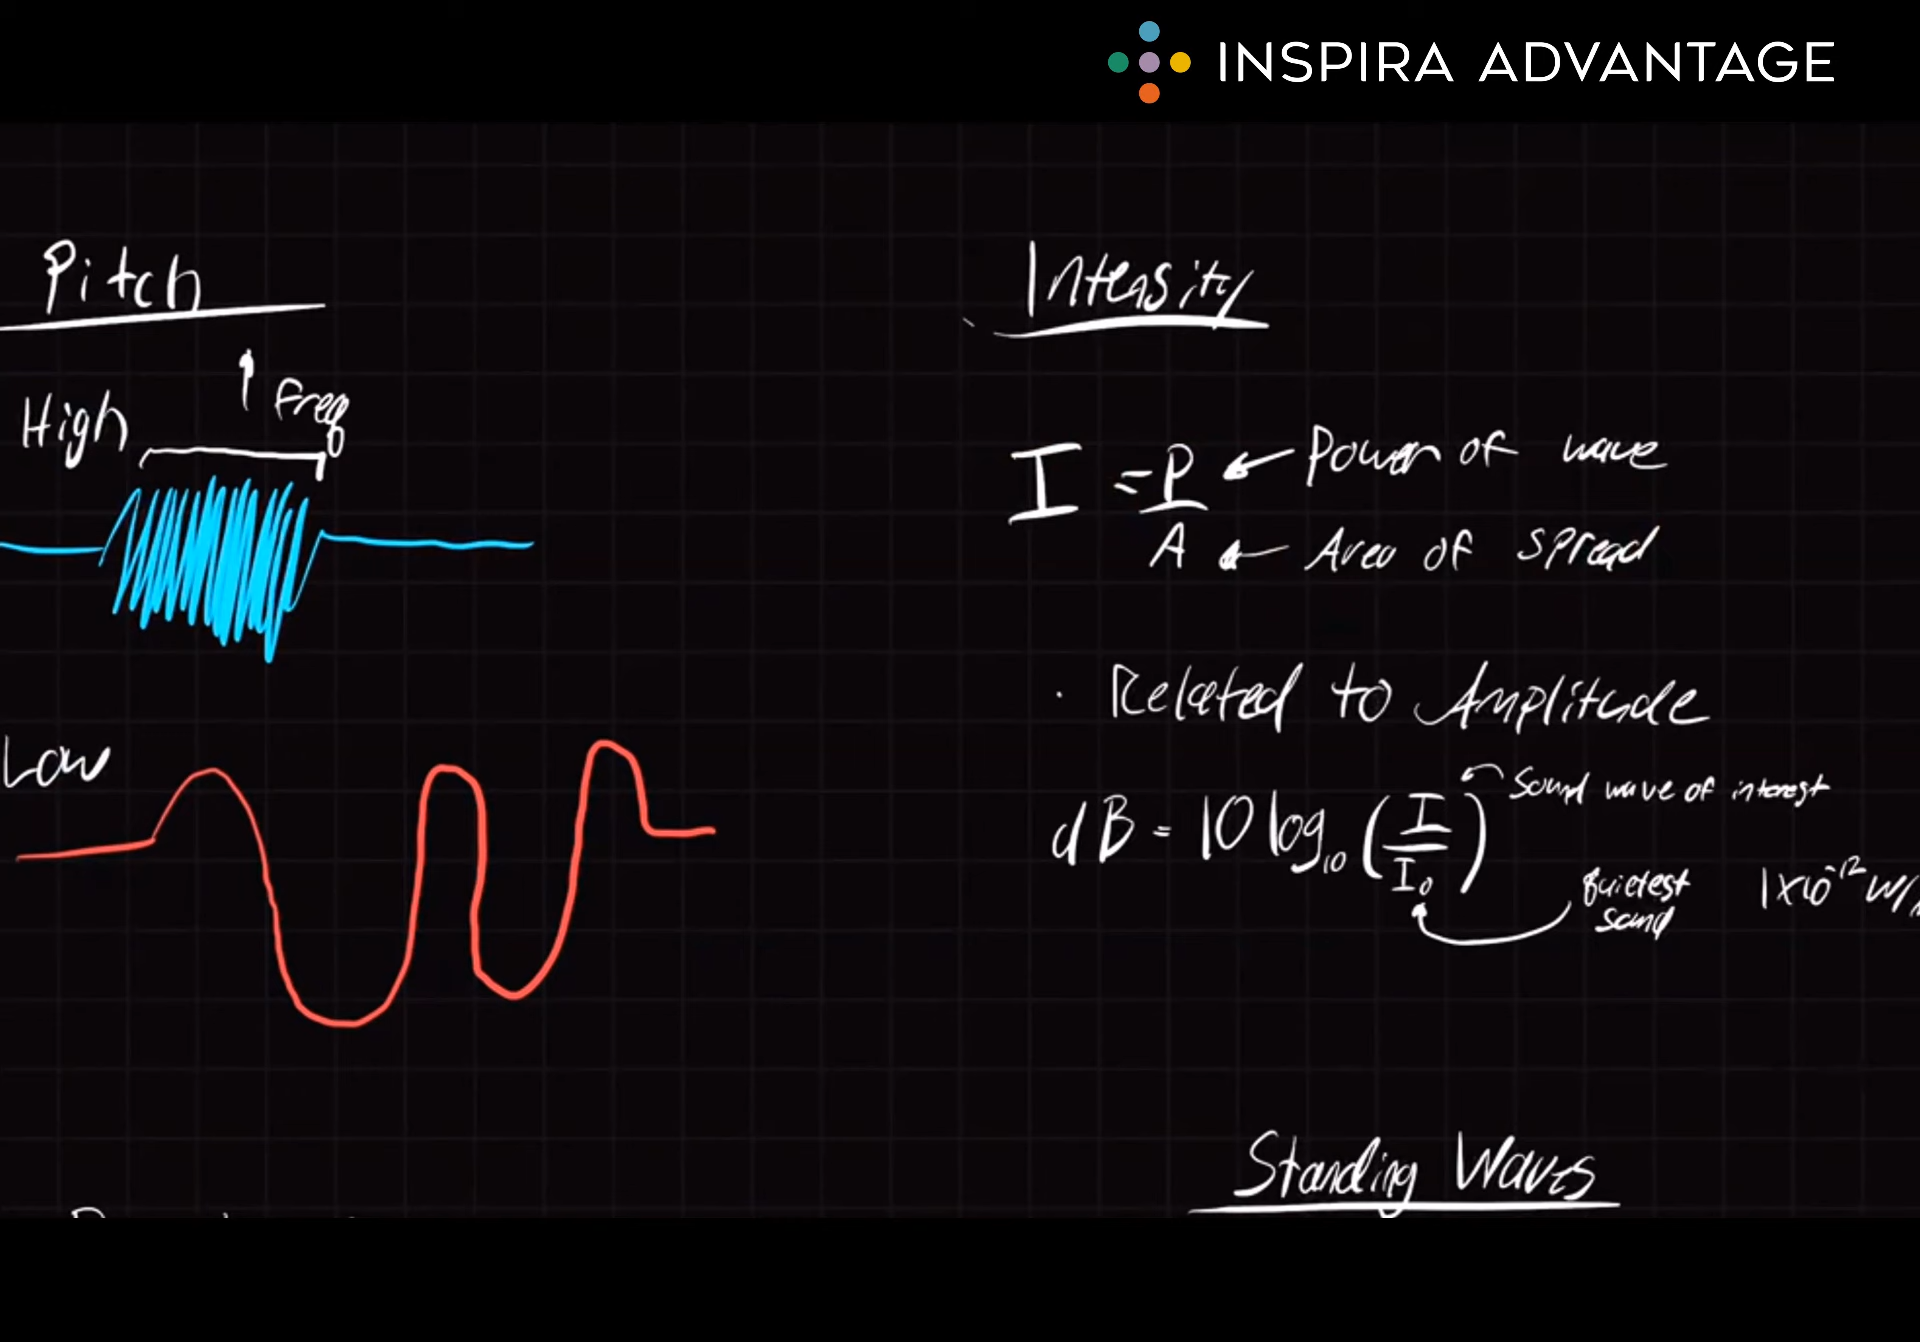 INSPIRA ADVANTAGE
Pitch
High
Freq
Low
Intensity
I = P ← Power of wave
A ← Area of spread
· Related to Amplitude
dB = 10 log₁₀ (I / I₀)
Sound wave of interest
quietest
sound
1x10⁻¹² W/
Standing Waves